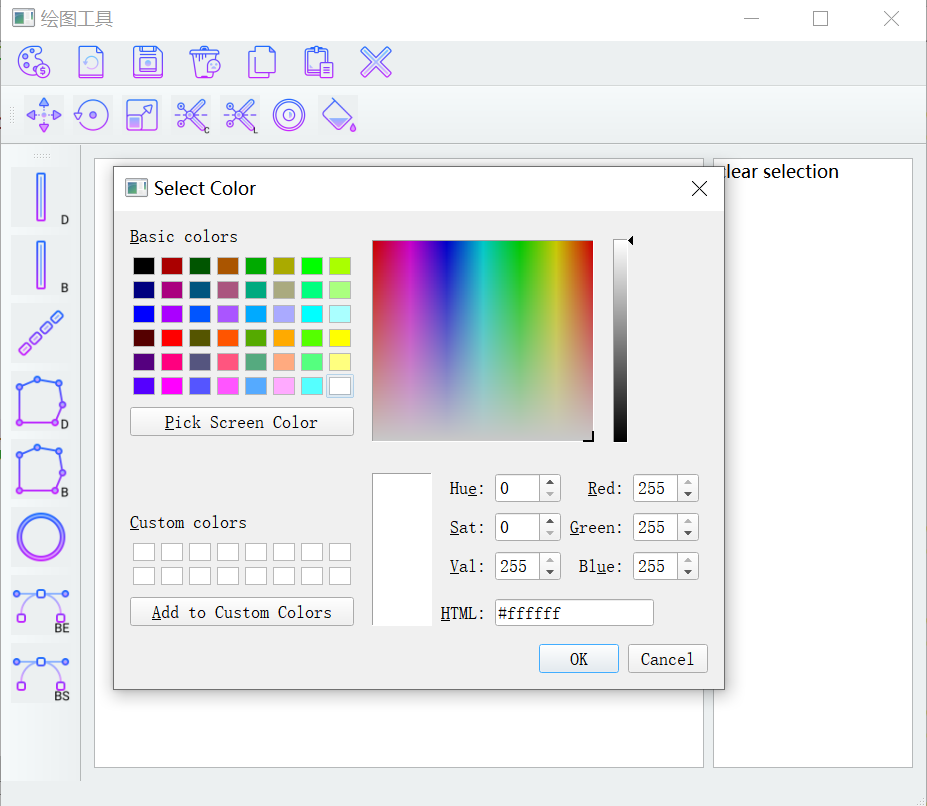 绘图工具
$
C
L
clear selection
D
B
D
B
BE
BS
Select Color
Basic colors
Pick Screen Color
Custom colors
Add to Custom Colors
Hue: 0 Red: 255
Sat: 0 Green: 255
Val: 255 Blue: 255
HTML: #ffffff
OK Cancel